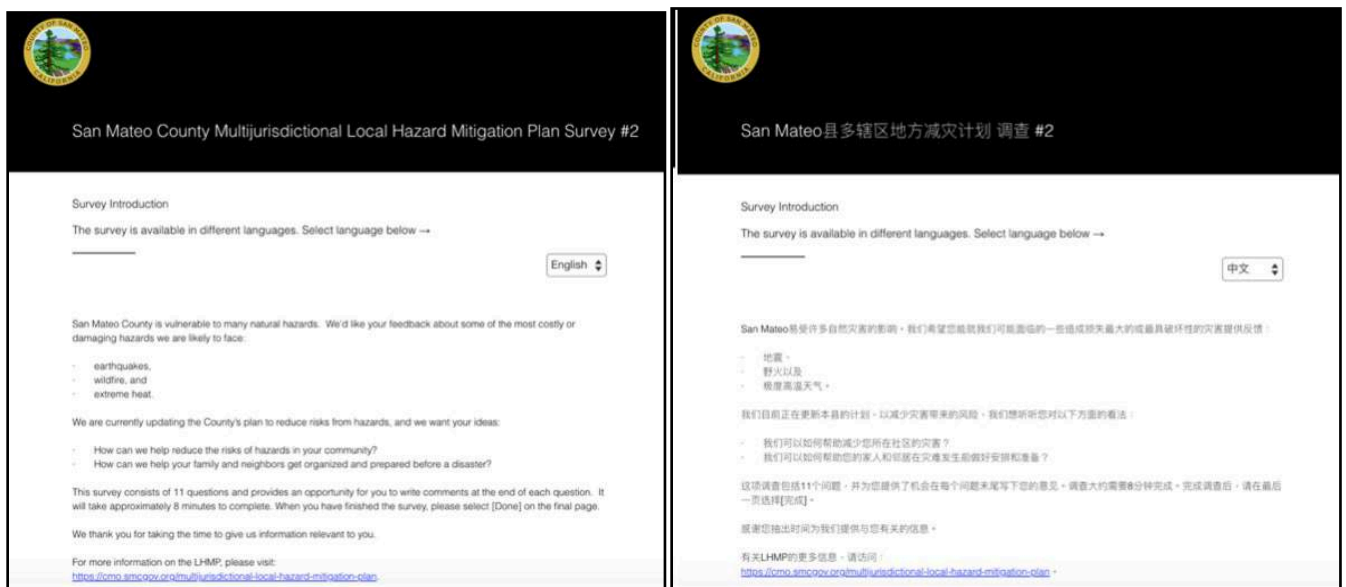 COUNTY OF SAN MATEO
CALIFORNIA
San Mateo County Multijurisdictional Local Hazard Mitigation Plan Survey #2
Survey Introduction
The survey is available in different languages. Select language below →
English
San Mateo County is vulnerable to many natural hazards. We'd like your feedback about some of the most costly or
damaging hazards we are likely to face:
· earthquakes,
· wildfire, and
· extreme heat.
We are currently updating the County's plan to reduce risks from hazards, and we want your ideas:
· How can we help reduce the risks of hazards in your community?
· How can we help your family and neighbors get organized and prepared before a disaster?
This survey consists of 11 questions and provides an opportunity for you to write comments at the end of each question. It
will take approximately 8 minutes to complete. When you have finished the survey, please select [Done] on the final page.
We thank you for taking the time to give us information relevant to you.
For more information on the LHMP, please visit:
https://cmo.smcgov.org/multijurisdictional-local-hazard-mitigation-plan.
COUNTY OF SAN MATEO
CALIFORNIA
San Mateo县多辖区地方减灾计划 调查 #2
Survey Introduction
The survey is available in different languages. Select language below →
中文
San Mateo易受许多自然灾害的影响。我们希望您能就我们可能面临的一些造成损失最大的或最具破坏性的灾害提供反馈：
· 地震、
· 野火以及
· 极度高温天气。
我们目前正在更新本县的计划，以减少灾害带来的风险，我们想听听您对以下方面的看法：
· 我们可以如何帮助减少您所在社区的灾害？
· 我们可以如何帮助您的家人和邻居在灾难发生前做好安排和准备？
这项调查包括11个问题，并为您提供了机会在每个问题末尾写下您的意见。调查大约需要8分钟完成。完成调查后，请在最后
一页选择[完成]。
感谢您抽出时间为我们提供与您有关的信息。
有关LHMP的更多信息，请访问：
https://cmo.smcgov.org/multijurisdictional-local-hazard-mitigation-plan。